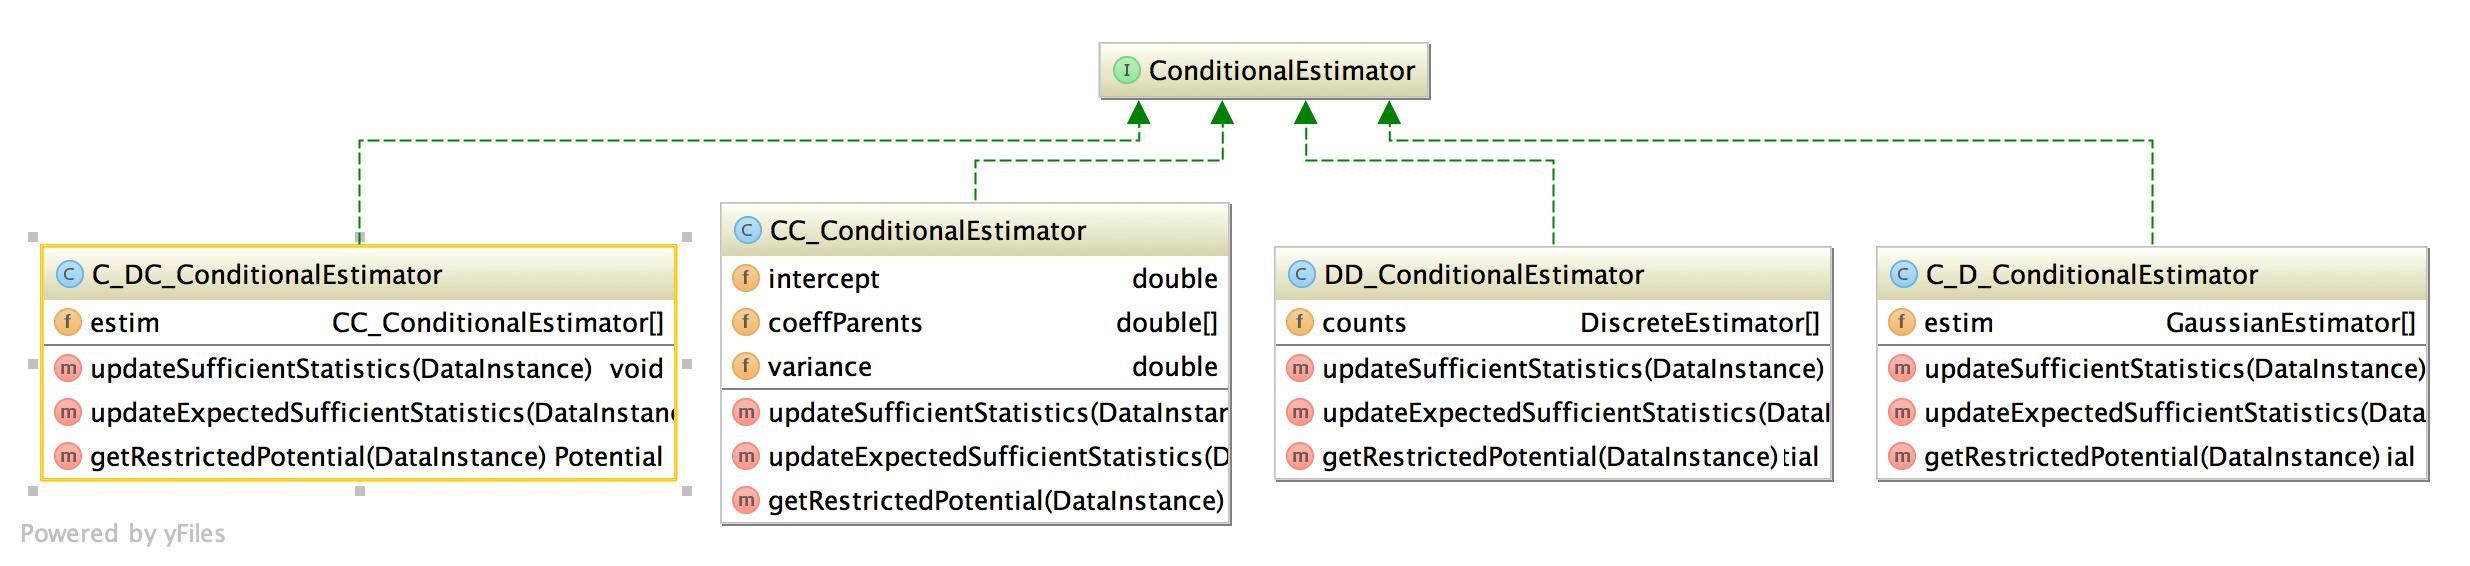 I ConditionalEstimator
C C_DC_ConditionalEstimator
f estim CC_ConditionalEstimator[]
m updateSufficientStatistics(DataInstance) void
m updateExpectedSufficientStatistics(DataInstan
m getRestrictedPotential(DataInstance) Potential
C CC_ConditionalEstimator
f intercept double
f coeffParents double[]
f variance double
m updateSufficientStatistics(DataInstan
m updateExpectedSufficientStatistics(D
m getRestrictedPotential(DataInstance)
C DD_ConditionalEstimator
f counts DiscreteEstimator[]
m updateSufficientStatistics(DataInstance)
m updateExpectedSufficientStatistics(DataI
m getRestrictedPotential(DataInstance) tial
C C_D_ConditionalEstimator
f estim GaussianEstimator[]
m updateSufficientStatistics(DataInstance)
m updateExpectedSufficientStatistics(Data
m getRestrictedPotential(DataInstance) ial
Powered by yFiles